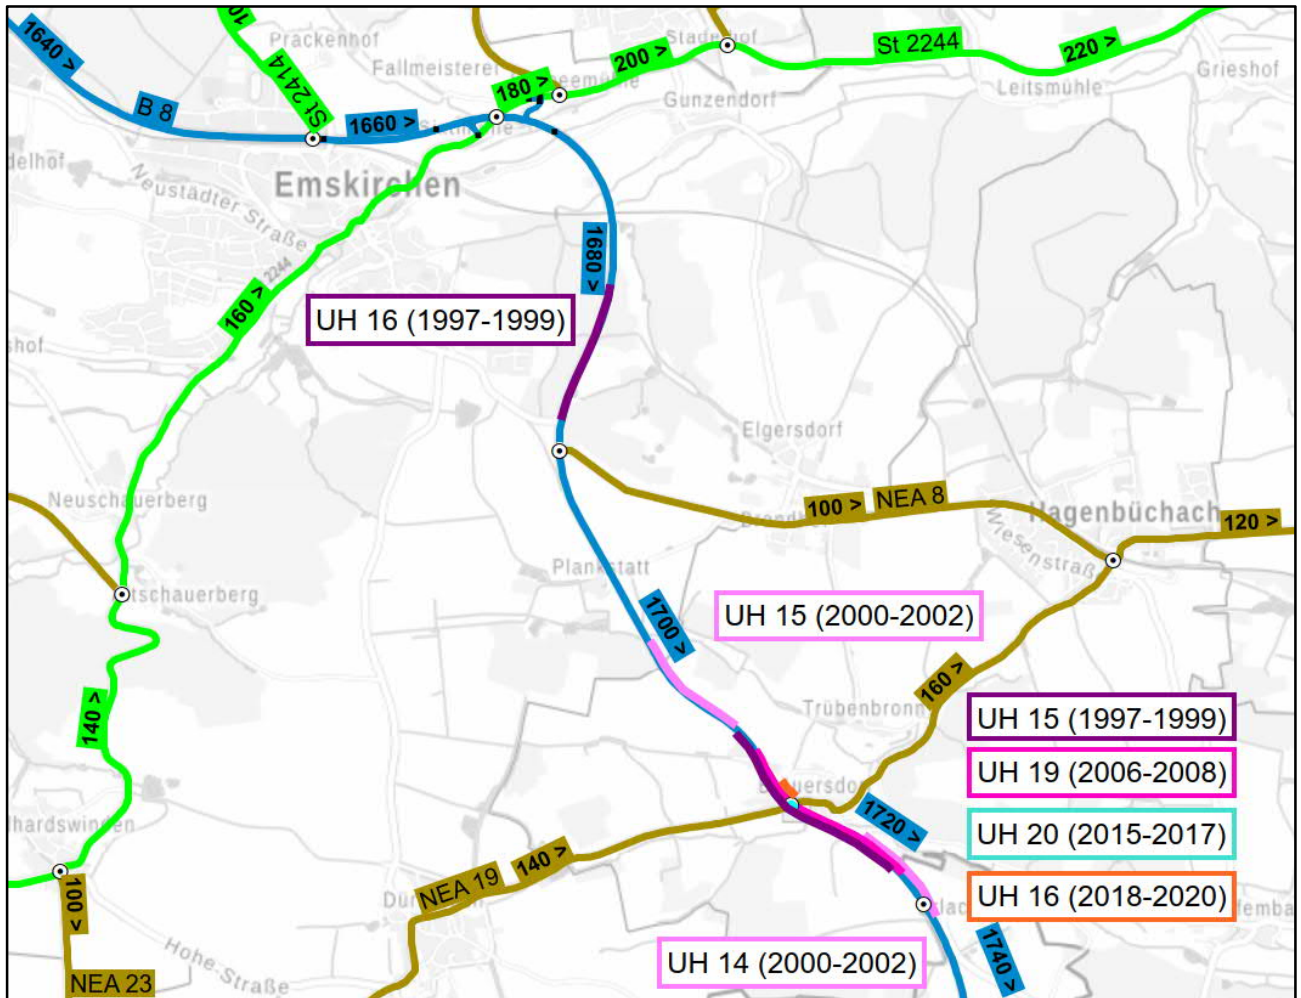 1640 >
Prackenhof
St 2414
Stadelhof
200 >
St 2244
220 >
Grieshof
Fallmeisterei
180 >
Leitsmühle
Gunzendorf
B 8
1660 >
Emskirchen
Neustädter Straße
1680 >
2244
160 >
UH 16 (1997-1999)
Elgersdorf
Neuschauerberg
100 >
NEA 8
Hagenbüchach
120 >
Wiesenstraß
Plankstatt
1700 >
UH 15 (2000-2002)
160 >
Trübenbronn
140 >
UH 15 (1997-1999)
UH 19 (2006-2008)
1720 >
UH 20 (2015-2017)
140 >
NEA 19
UH 16 (2018-2020)
100 >
UH 14 (2000-2002)
1740 >
Hohe-Straße
NEA 23